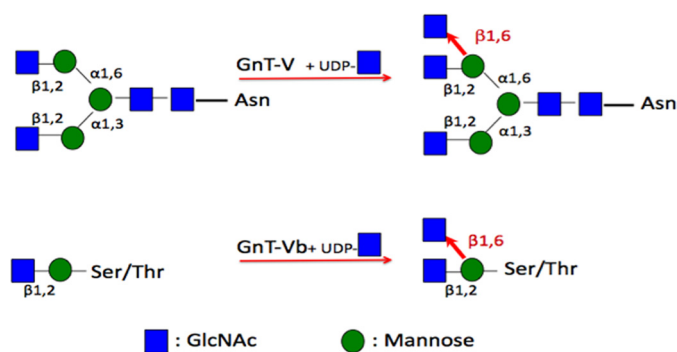 β1,6
GnT-V + UDP-
α1,6
α1,6
β1,2
β1,2
Asn
Asn
β1,2
β1,2
α1,3
α1,3
GnT-Vb+ UDP-
β1,6
Ser/Thr
Ser/Thr
β1,2
β1,2
: GlcNAc
: Mannose